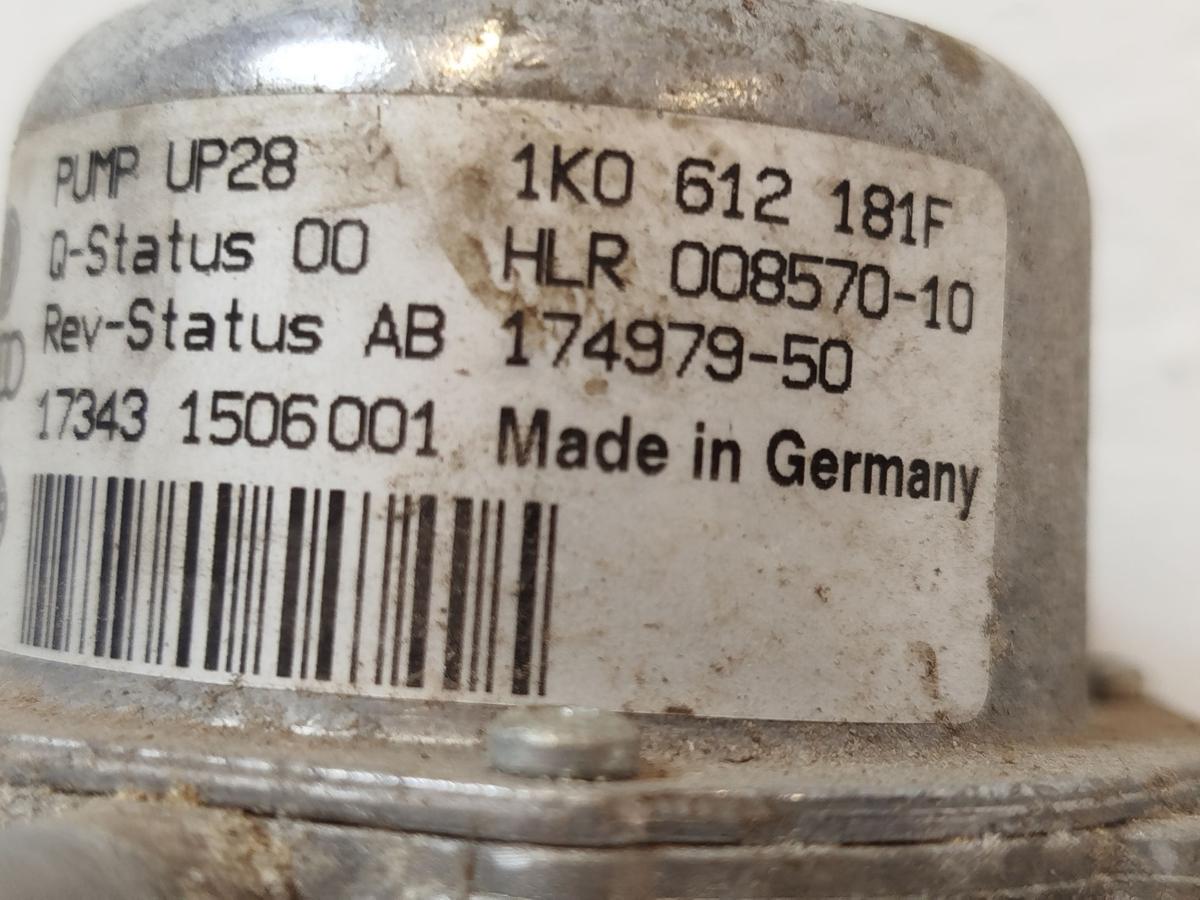 PUMP UP28 1K0 612 181F
Q-Status 00 HLR 008570-10
Rev-Status AB 174979-50
17343 1506001 Made in Germany